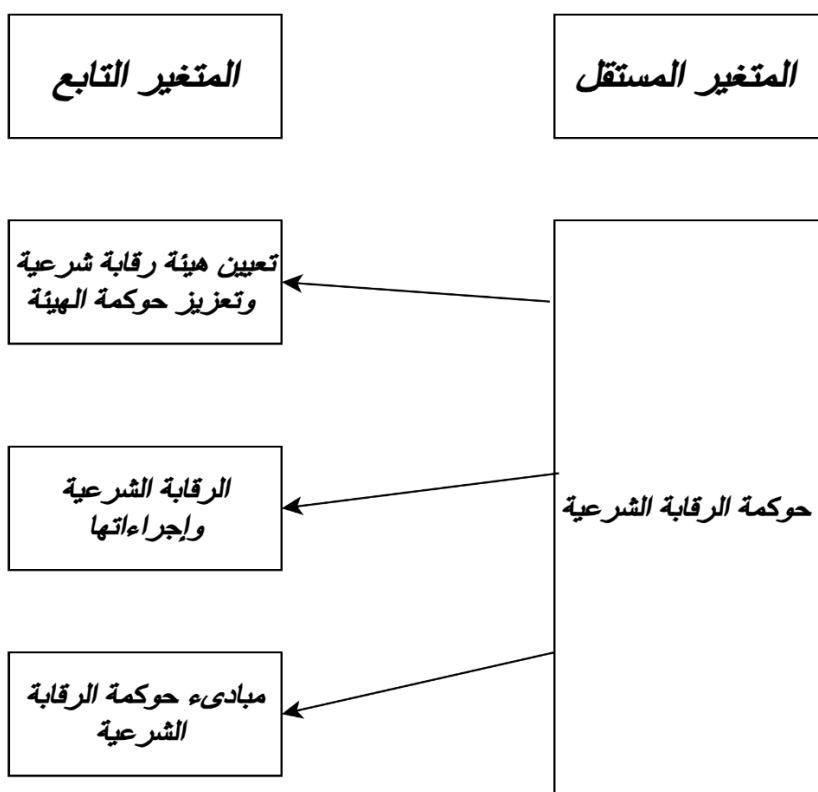 المتغير المستقل
المتغير التابع
حوكمة الرقابة الشرعية
تعيين هيئة رقابة شرعية
وتعزيز حوكمة الهيئة
الرقابة الشرعية
وإجراءاتها
مبادىء حوكمة الرقابة
الشرعية